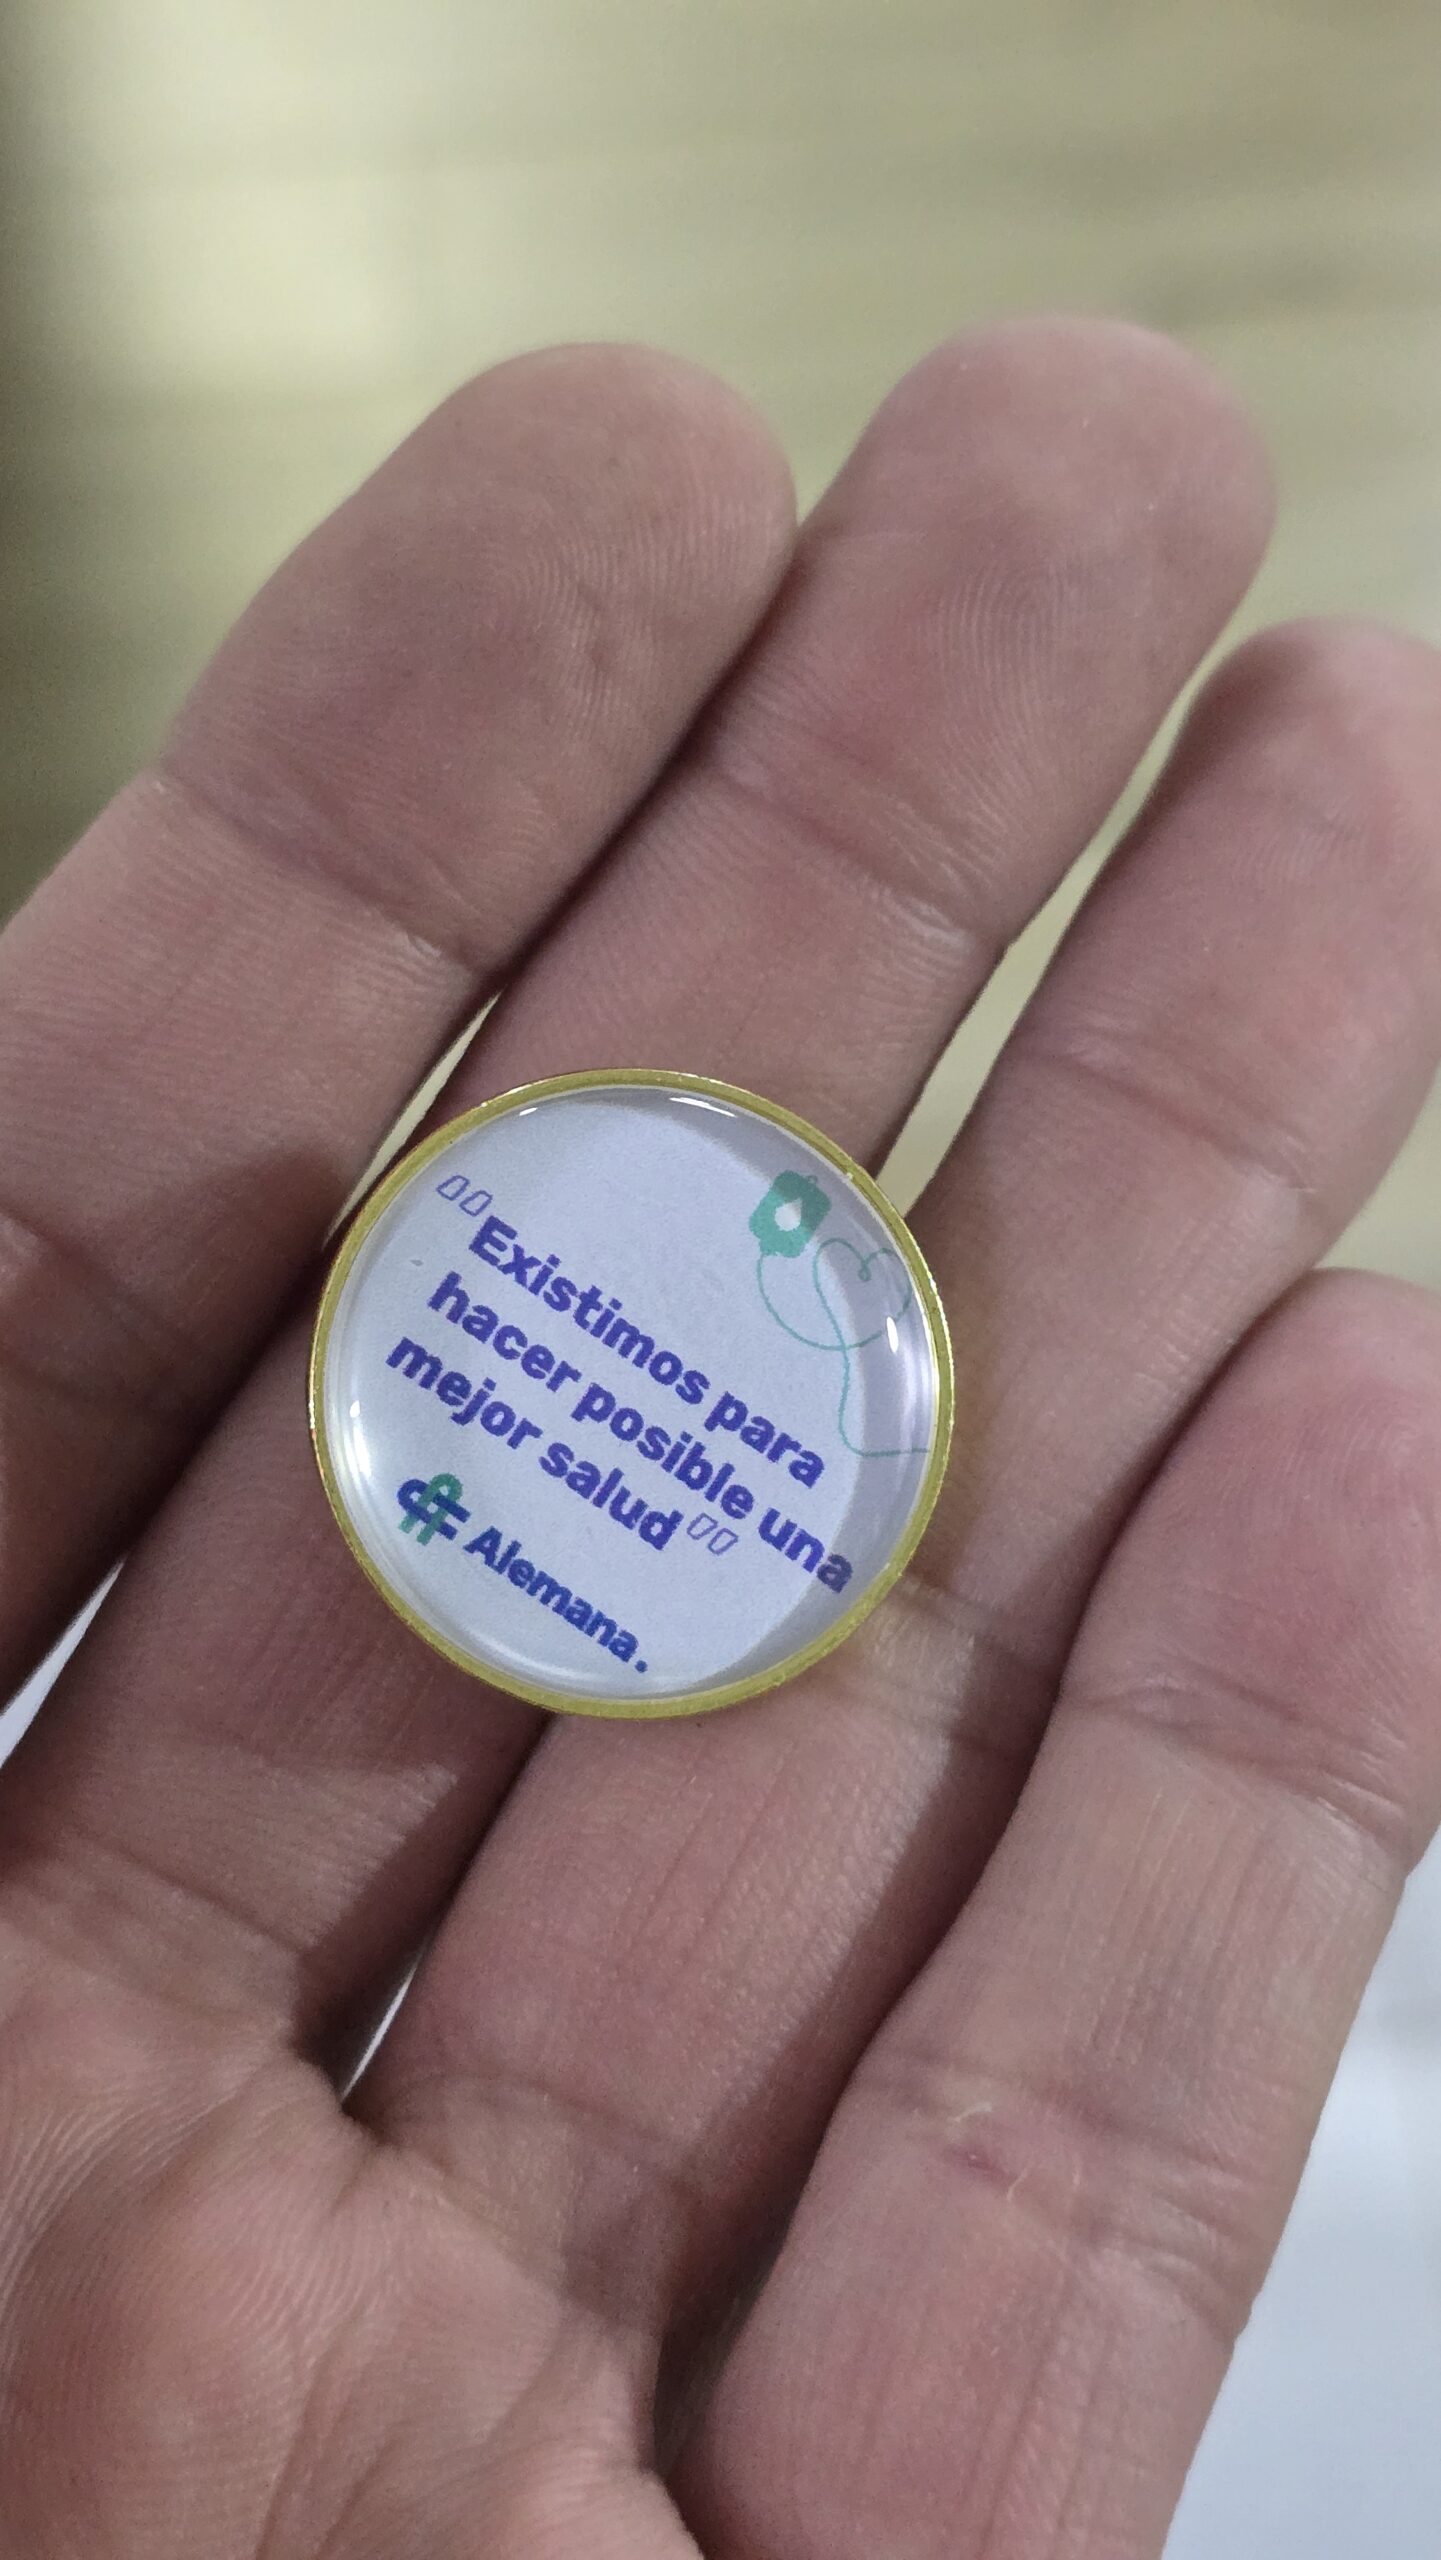 "Existimos para
hacer posible una
mejor salud"
Alemana.